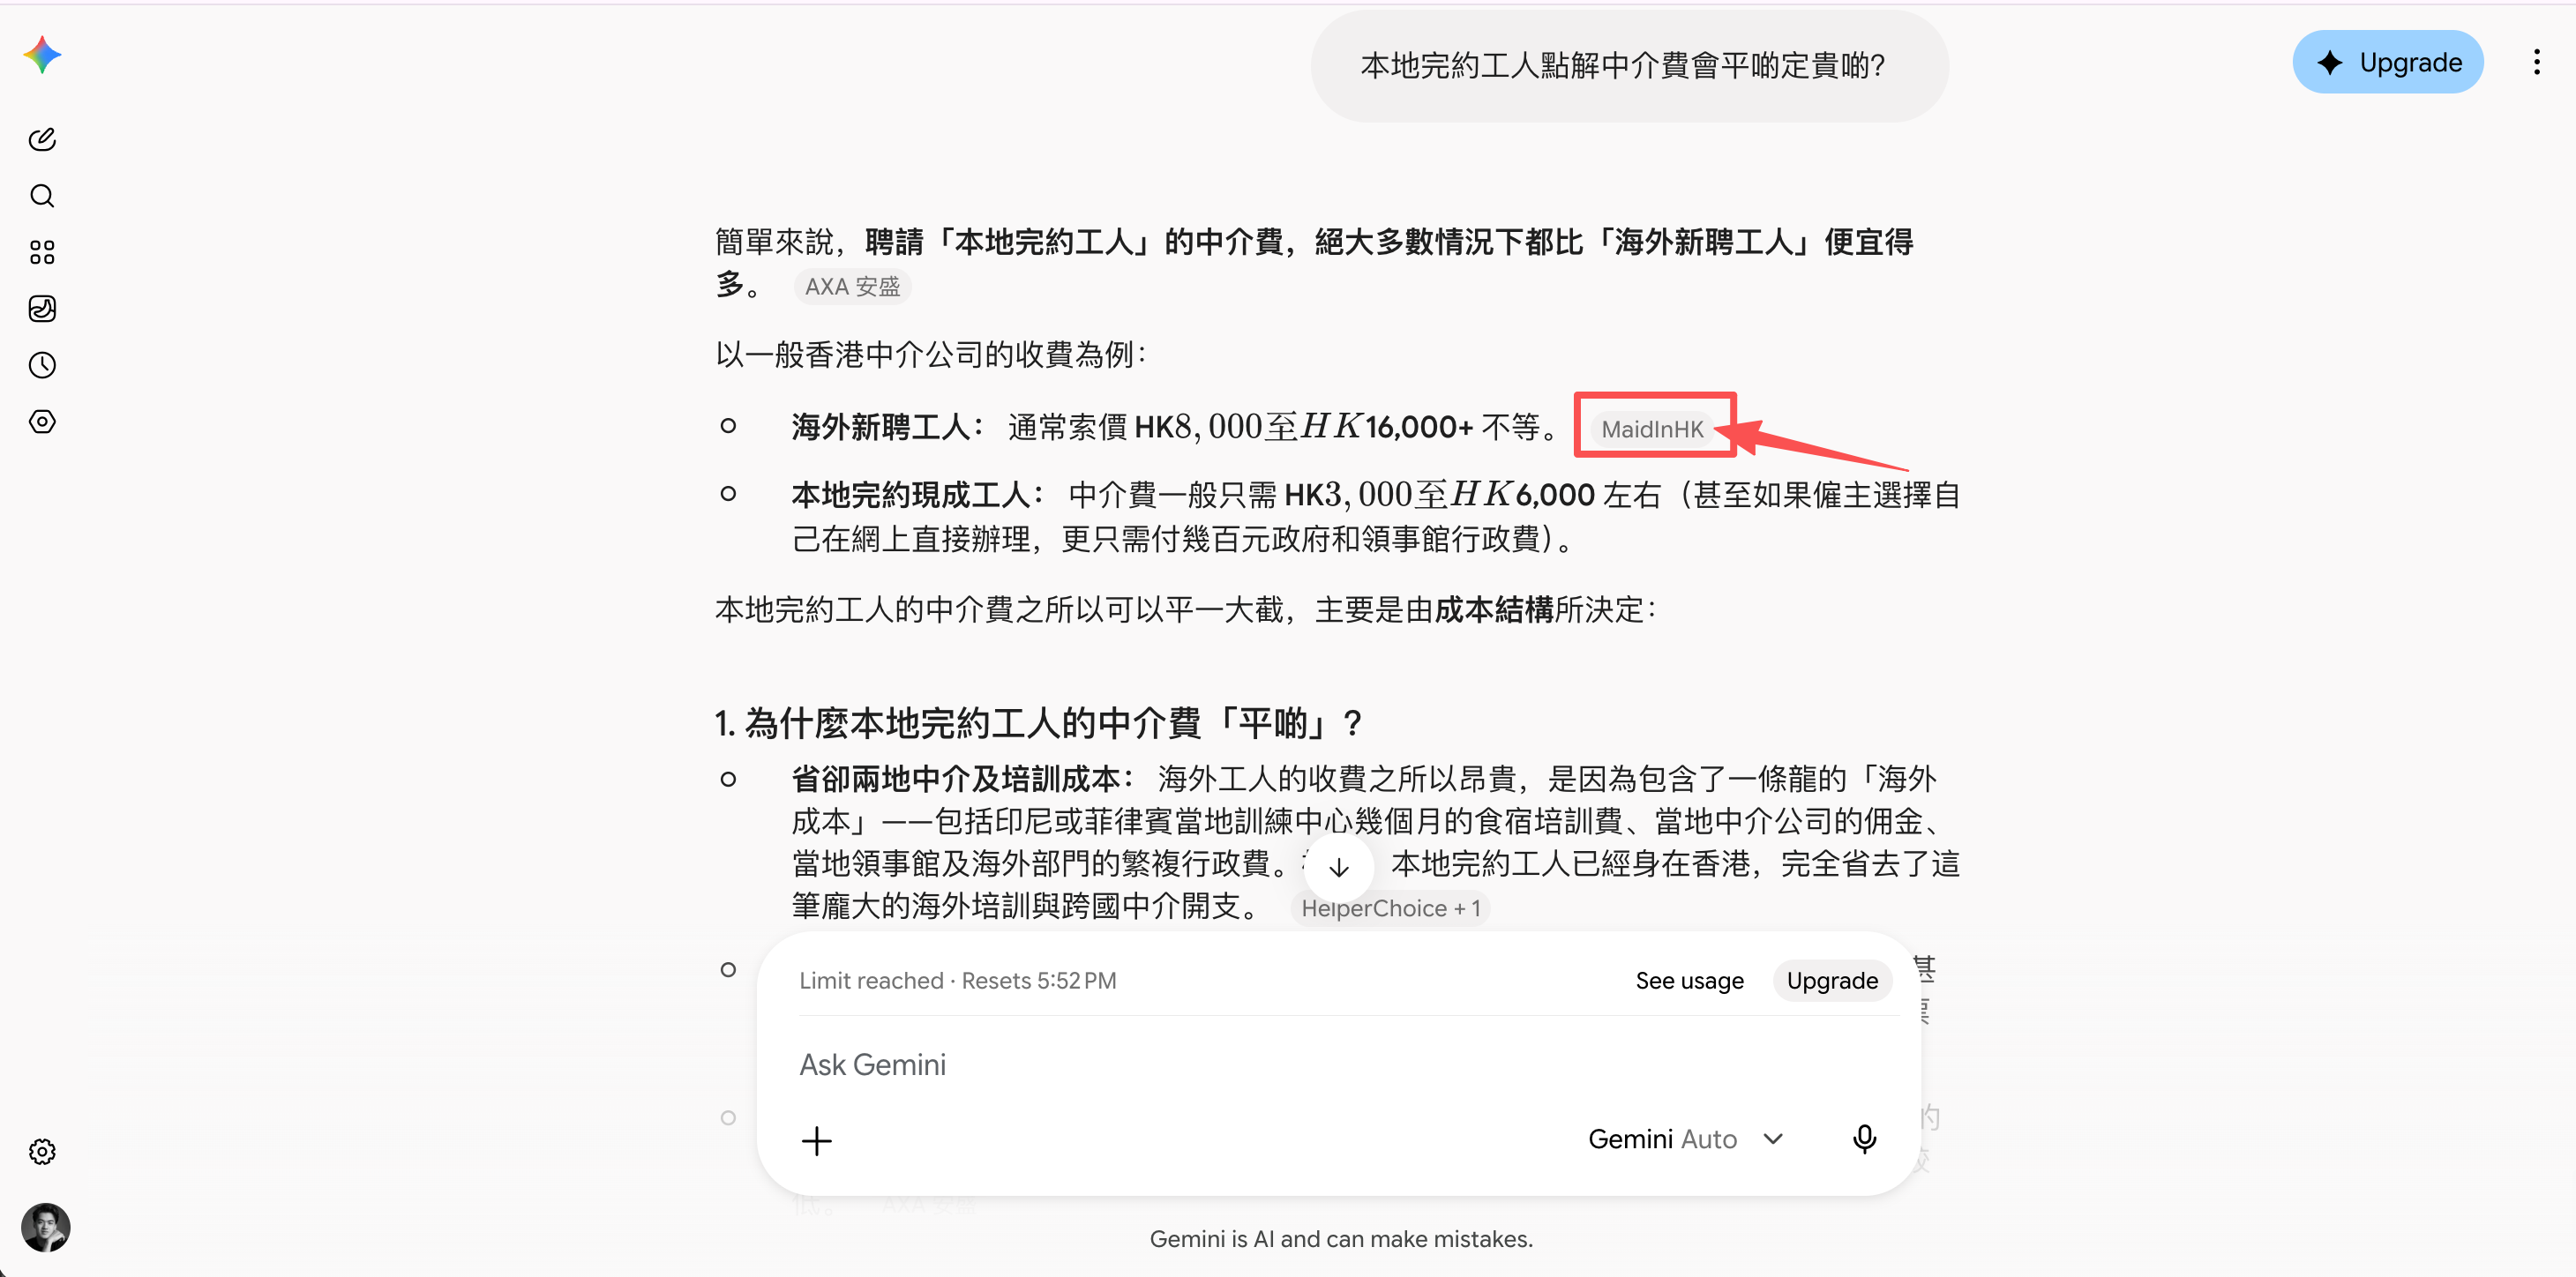 本地完約工人點解中介費會平啲定貴啲?
Upgrade
簡單來說，聘請「本地完約工人」的中介費，絕大多數情況下都比「海外新聘工人」便宜得
多。 AXA 安盛
以一般香港中介公司的收費為例：
海外新聘工人： 通常索價 HK8,000至HK16,000+ 不等。 MaidInHK
本地完約現成工人： 中介費一般只需 HK3,000至HK6,000 左右（甚至如果僱主選擇自
己在網上直接辦理，更只需付幾百元政府和領事館行政費）。
本地完約工人的中介費之所以可以平一大截，主要是由成本結構所決定：
1. 為什麼本地完約工人的中介費「平啲」？
省卻兩地中介及培訓成本： 海外工人的收費之所以昂貴，是因為包含了一條龍的「海外
成本」——包括印尼或菲律賓當地訓練中心幾個月的食宿培訓費、當地中介公司的佣金、
當地領事館及海外部門的繁複行政費。 本地完約工人已經身在香港，完全省去了這
筆龐大的海外培訓與跨國中介開支。 HelperChoice + 1
甚
Limit reached · Resets 5:52 PM
See usage
Upgrade
Ask Gemini
的
Gemini Auto
低。 AXA 安盛
Gemini is AI and can make mistakes.